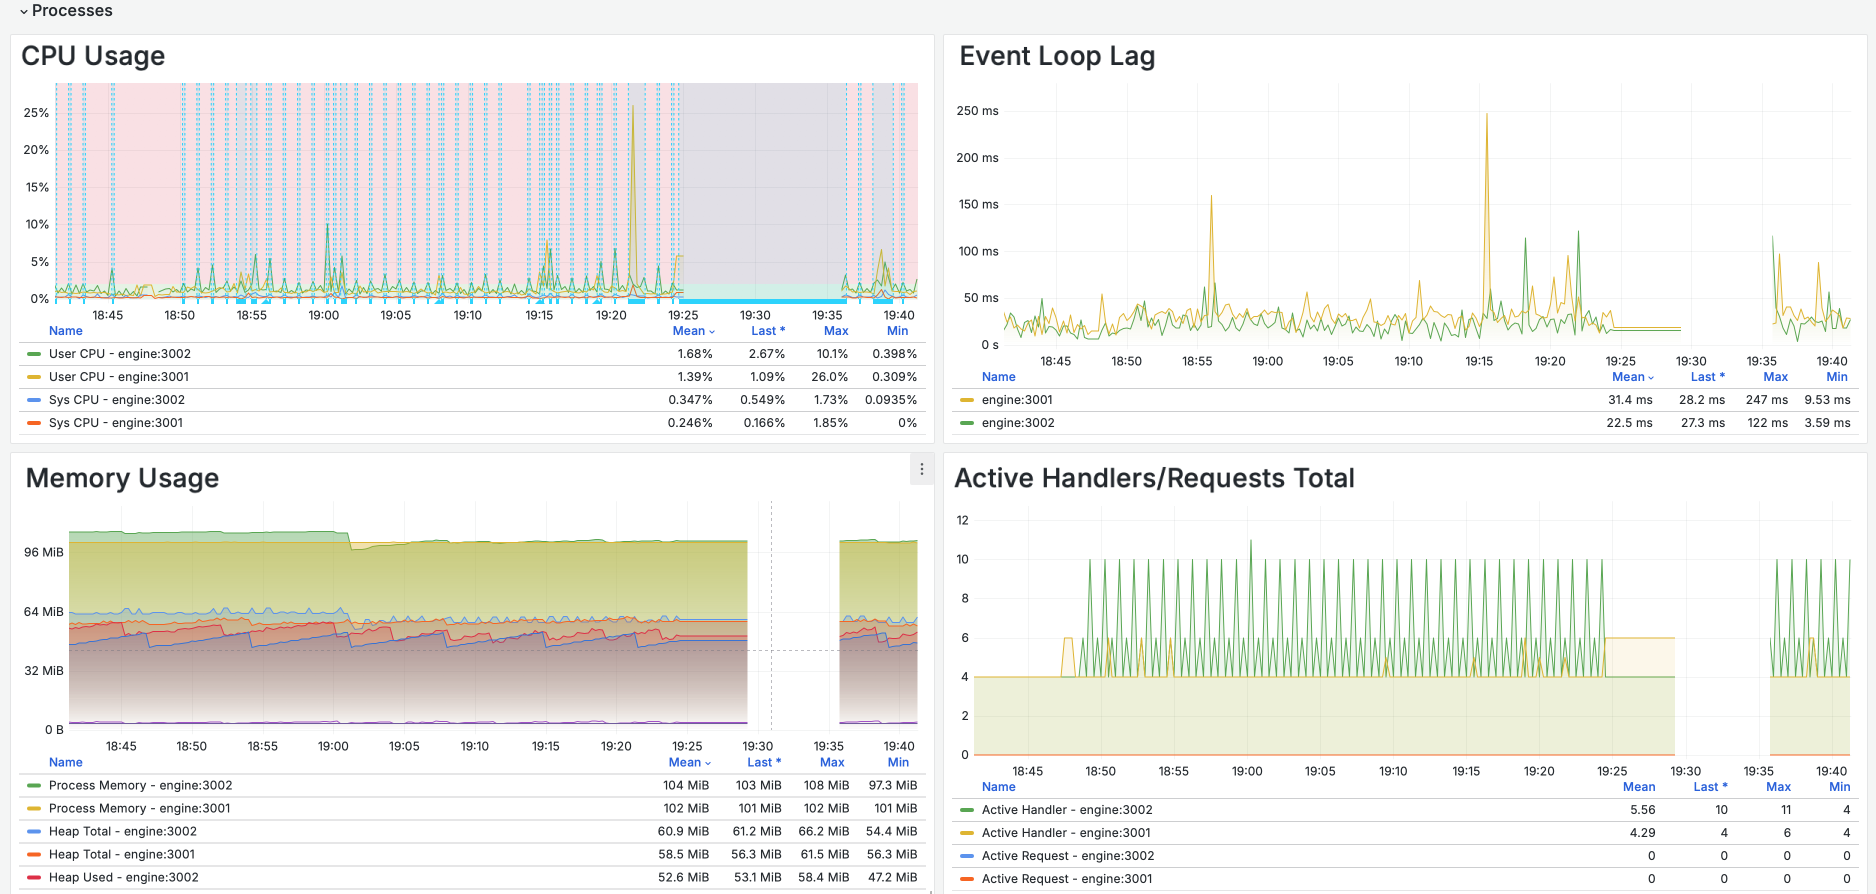 Processes
CPU Usage
25%
20%
15%
10%
5%
0%
18:45 18:50 18:55 19:00 19:05 19:10 19:15 19:20 19:25 19:30 19:35 19:40
Name Mean Last * Max Min
User CPU - engine:3002 1.68% 2.67% 10.1% 0.398%
User CPU - engine:3001 1.39% 1.09% 26.0% 0.309%
Sys CPU - engine:3002 0.347% 0.549% 1.73% 0.0935%
Sys CPU - engine:3001 0.246% 0.166% 1.85% 0%
Event Loop Lag
250 ms
200 ms
150 ms
100 ms
50 ms
0 s
18:45 18:50 18:55 19:00 19:05 19:10 19:15 19:20 19:25 19:30 19:35 19:40
Name Mean Last * Max Min
engine:3001 31.4 ms 28.2 ms 247 ms 9.53 ms
engine:3002 22.5 ms 27.3 ms 122 ms 3.59 ms
Memory Usage
96 MiB
64 MiB
32 MiB
0 B
18:45 18:50 18:55 19:00 19:05 19:10 19:15 19:20 19:25 19:30 19:35 19:40
Name Mean Last * Max Min
Process Memory - engine:3002 104 MiB 103 MiB 108 MiB 97.3 MiB
Process Memory - engine:3001 102 MiB 101 MiB 102 MiB 101 MiB
Heap Total - engine:3002 60.9 MiB 61.2 MiB 66.2 MiB 54.4 MiB
Heap Total - engine:3001 58.5 MiB 56.3 MiB 61.5 MiB 56.3 MiB
Heap Used - engine:3002 52.6 MiB 53.1 MiB 58.4 MiB 47.2 MiB
Active Handlers/Requests Total
12
10
8
6
4
2
0
18:45 18:50 18:55 19:00 19:05 19:10 19:15 19:20 19:25 19:30 19:35 19:40
Name Mean Last * Max Min
Active Handler - engine:3002 5.56 10 11 4
Active Handler - engine:3001 4.29 4 6 4
Active Request - engine:3002 0 0 0 0
Active Request - engine:3001 0 0 0 0